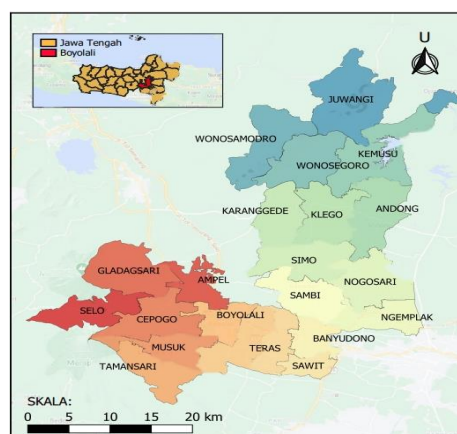 Jawa Tengah
Boyolali
U
JUWANGI
WONOSAMODRO
KEMUSU
WONOSEGORO
KARANGGEDE
KLEGO
ANDONG
SIMO
GLADAGSARI
AMPEL
NOGOSARI
SAMBI
SELO
CEPOGO
BOYOLALI
NGEMPLAK
MUSUK
TERAS
BANYUDONO
TAMANSARI
SAWIT
SKALA:
0 5 10 15 20 km